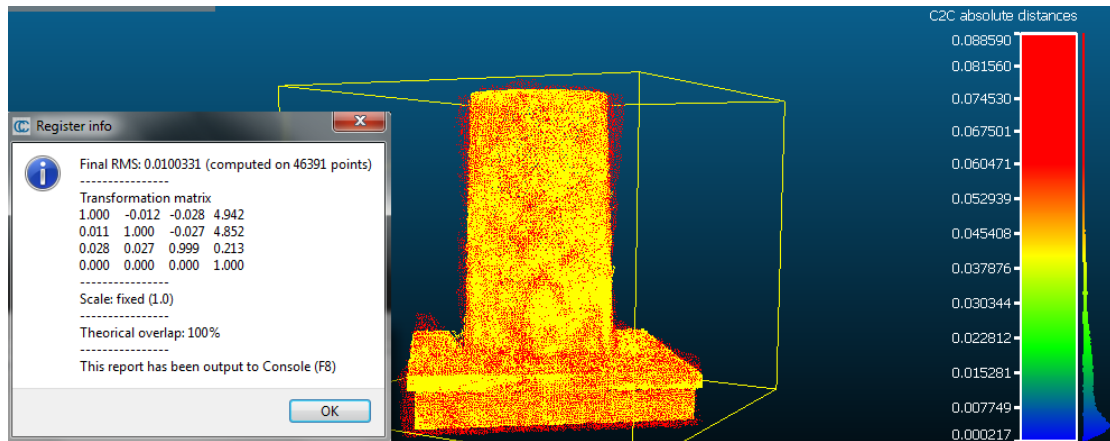 C2C absolute distances
0.088590
0.081560
0.074530
0.067501
0.060471
0.052939
0.045408
0.037876
0.030344
0.022812
0.015281
0.007749
0.000217
Register info
Final RMS: 0.0100331 (computed on 46391 points)
----------------
Transformation matrix
1.000 -0.012 -0.028 4.942
0.011 1.000 -0.027 4.852
0.028 0.027 0.999 0.213
0.000 0.000 0.000 1.000
----------------
Scale: fixed (1.0)
----------------
Theorical overlap: 100%
----------------
This report has been output to Console (F8)
OK